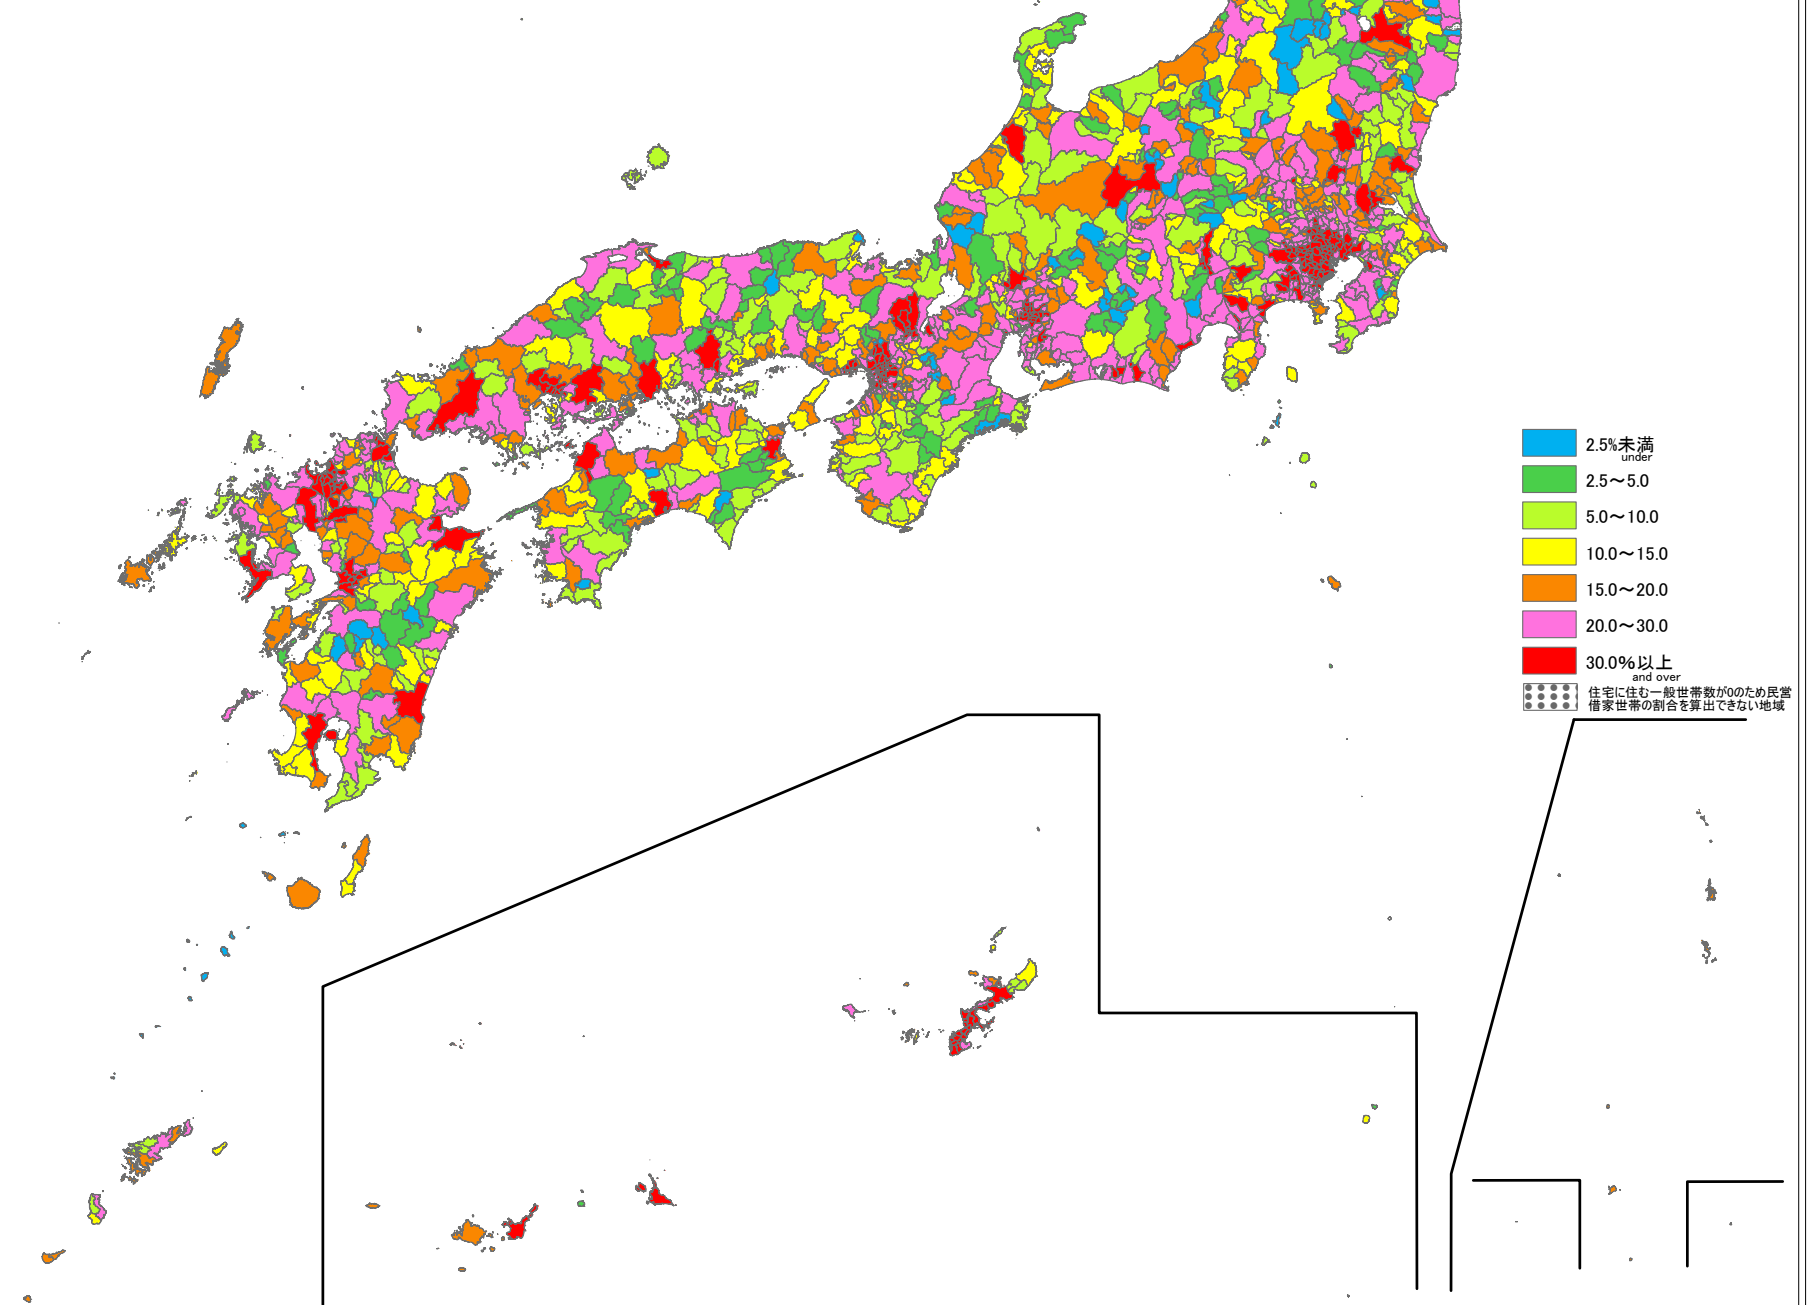 2.5%未満
under
2.5～5.0
5.0～10.0
10.0～15.0
15.0～20.0
20.0～30.0
30.0%以上
and over
住宅に住む一般世帯数が0のため民営
借家世帯の割合を算出できない地域